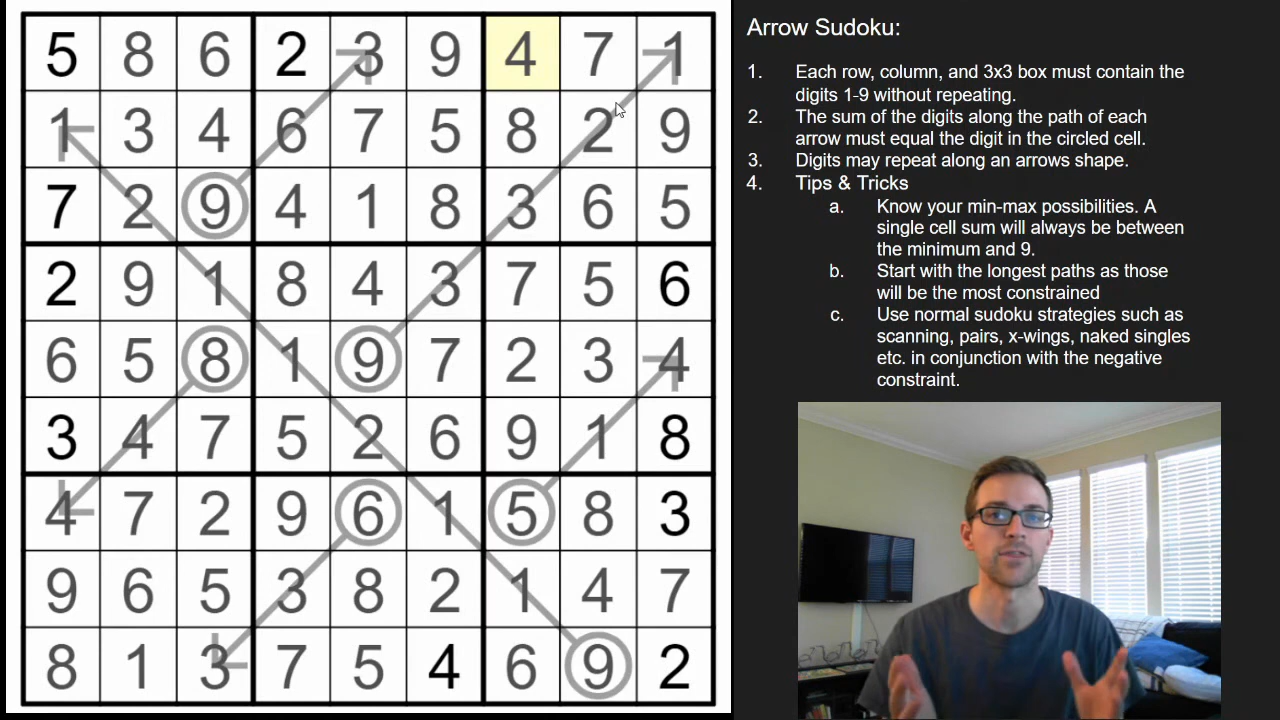 Arrow Sudoku:
1. Each row, column, and 3x3 box must contain the
digits 1-9 without repeating.
2. The sum of the digits along the path of each
arrow must equal the digit in the circled cell.
3. Digits may repeat along an arrows shape.
4. Tips & Tricks
a. Know your min-max possibilities. A
single cell sum will always be between
the minimum and 9.
b. Start with the longest paths as those
will be the most constrained
c. Use normal sudoku strategies such as
scanning, pairs, x-wings, naked singles
etc. in conjunction with the negative
constraint.
5 8 6 2 3 9 4 7 1
1 3 4 6 7 5 8 2 9
7 2 9 4 1 8 3 6 5
2 9 1 8 4 3 7 5 6
6 5 8 1 9 7 2 3 4
3 4 7 5 2 6 9 1 8
4 7 2 9 6 1 5 8 3
9 6 5 3 8 2 1 4 7
8 1 3 7 5 4 6 9 2